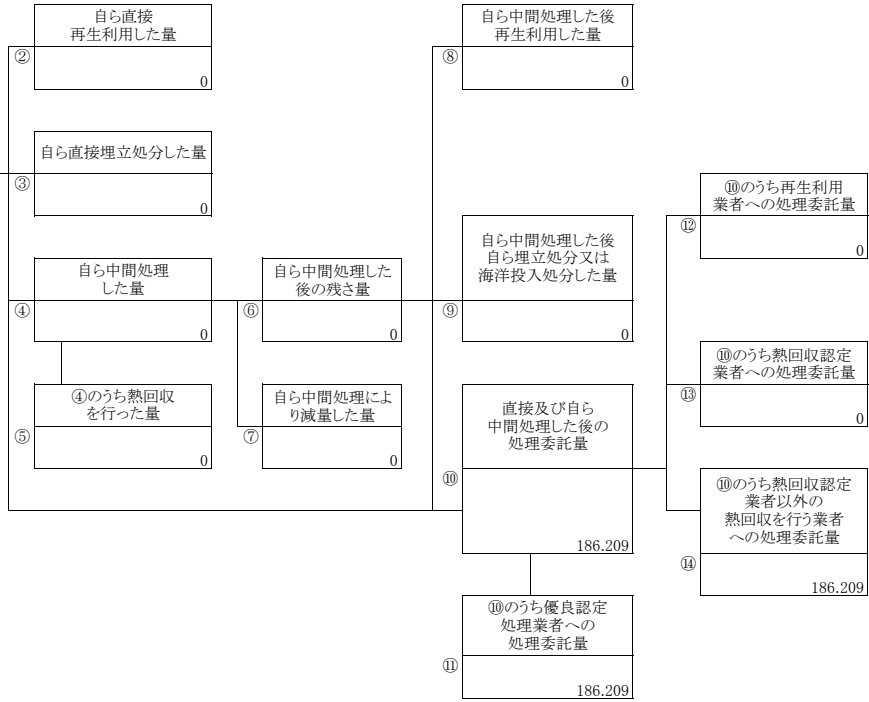 自ら直接
再生利用した量
②
0
自ら直接埋立処分した量
③
0
自ら中間処理
した量
④
0
④のうち熱回収
を行った量
⑤
0
自ら中間処理した
後の残さ量
⑥
0
自ら中間処理によ
り減量した量
⑦
0
自ら中間処理した後
再生利用した量
⑧
0
自ら中間処理した後
自ら埋立処分又は
海洋投入処分した量
⑨
0
直接及び自ら
中間処理した後の
処理委託量
⑩
186.209
⑩のうち優良認定
処理業者への
処理委託量
⑪
186.209
⑩のうち再生利用
業者への処理委託量
⑫
0
⑩のうち熱回収認定
業者への処理委託量
⑬
0
⑩のうち熱回収認定
業者以外の
熱回収を行う業者
への処理委託量
⑭
186.209